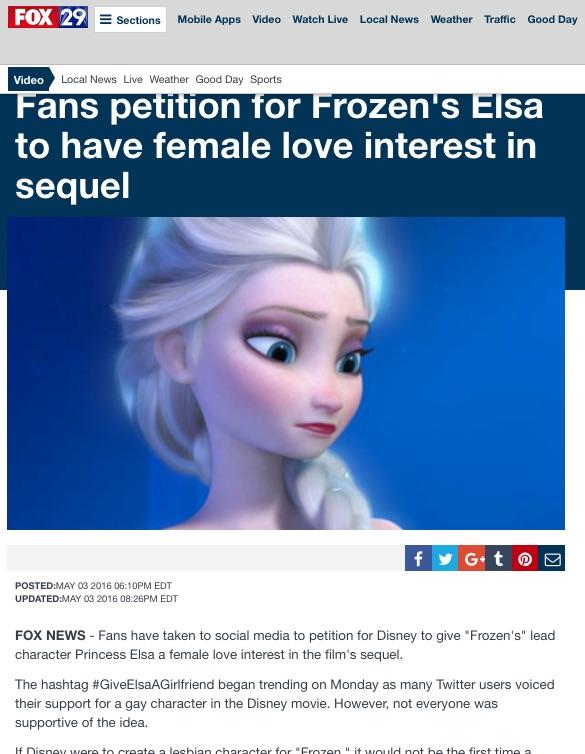 FOX 29
Sections
Mobile Apps Video Watch Live Local News Weather Traffic Good Day
Video
Local News Live Weather Good Day Sports
Fans petition for Frozen's Elsa
to have female love interest in
sequel
f G+ t
POSTED:MAY 03 2016 06:10PM EDT
UPDATED:MAY 03 2016 08:26PM EDT
FOX NEWS - Fans have taken to social media to petition for Disney to give "Frozen's" lead
character Princess Elsa a female love interest in the film's sequel.
The hashtag #GiveElsaAGirlfriend began trending on Monday as many Twitter users voiced
their support for a gay character in the Disney movie. However, not everyone was
supportive of the idea.
If Disney were to create a lesbian character for "Frozen," it would not be the first time a